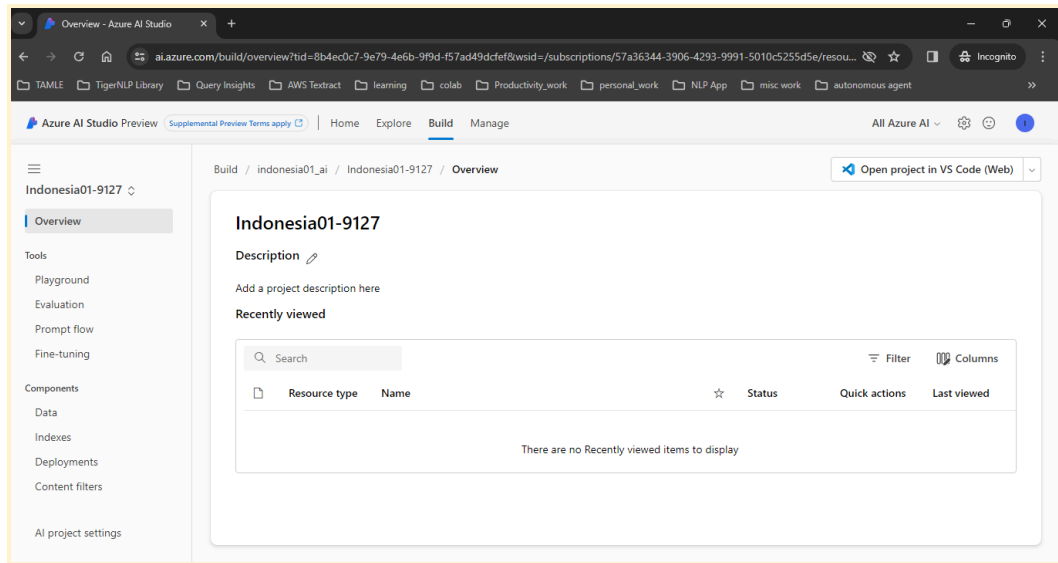 Overview - Azure AI Studio
ai.azure.com/build/overview?tid=8b4ec0c7-9e79-4e6b-9f9d-f57ad49dcfef&wsid=/subscriptions/57a36344-3906-4293-9991-5010c5255d5e/resou... Incognito
TAMLE TigerNLP Library Query Insights AWS Textract learning colab Productivity_work personal_work NLP App misc work autonomous agent »
Azure AI Studio Preview Supplemental Preview Terms apply Home Explore Build Manage All Azure AI I
Build / indonesia01_ai / Indonesia01-9127 / Overview Open project in VS Code (Web)
Indonesia01-9127
Overview
Tools
Playground
Evaluation
Prompt flow
Fine-tuning
Components
Data
Indexes
Deployments
Content filters
AI project settings
Indonesia01-9127
Description
Add a project description here
Recently viewed
Search Filter Columns
Resource type Name Status Quick actions Last viewed
There are no Recently viewed items to display